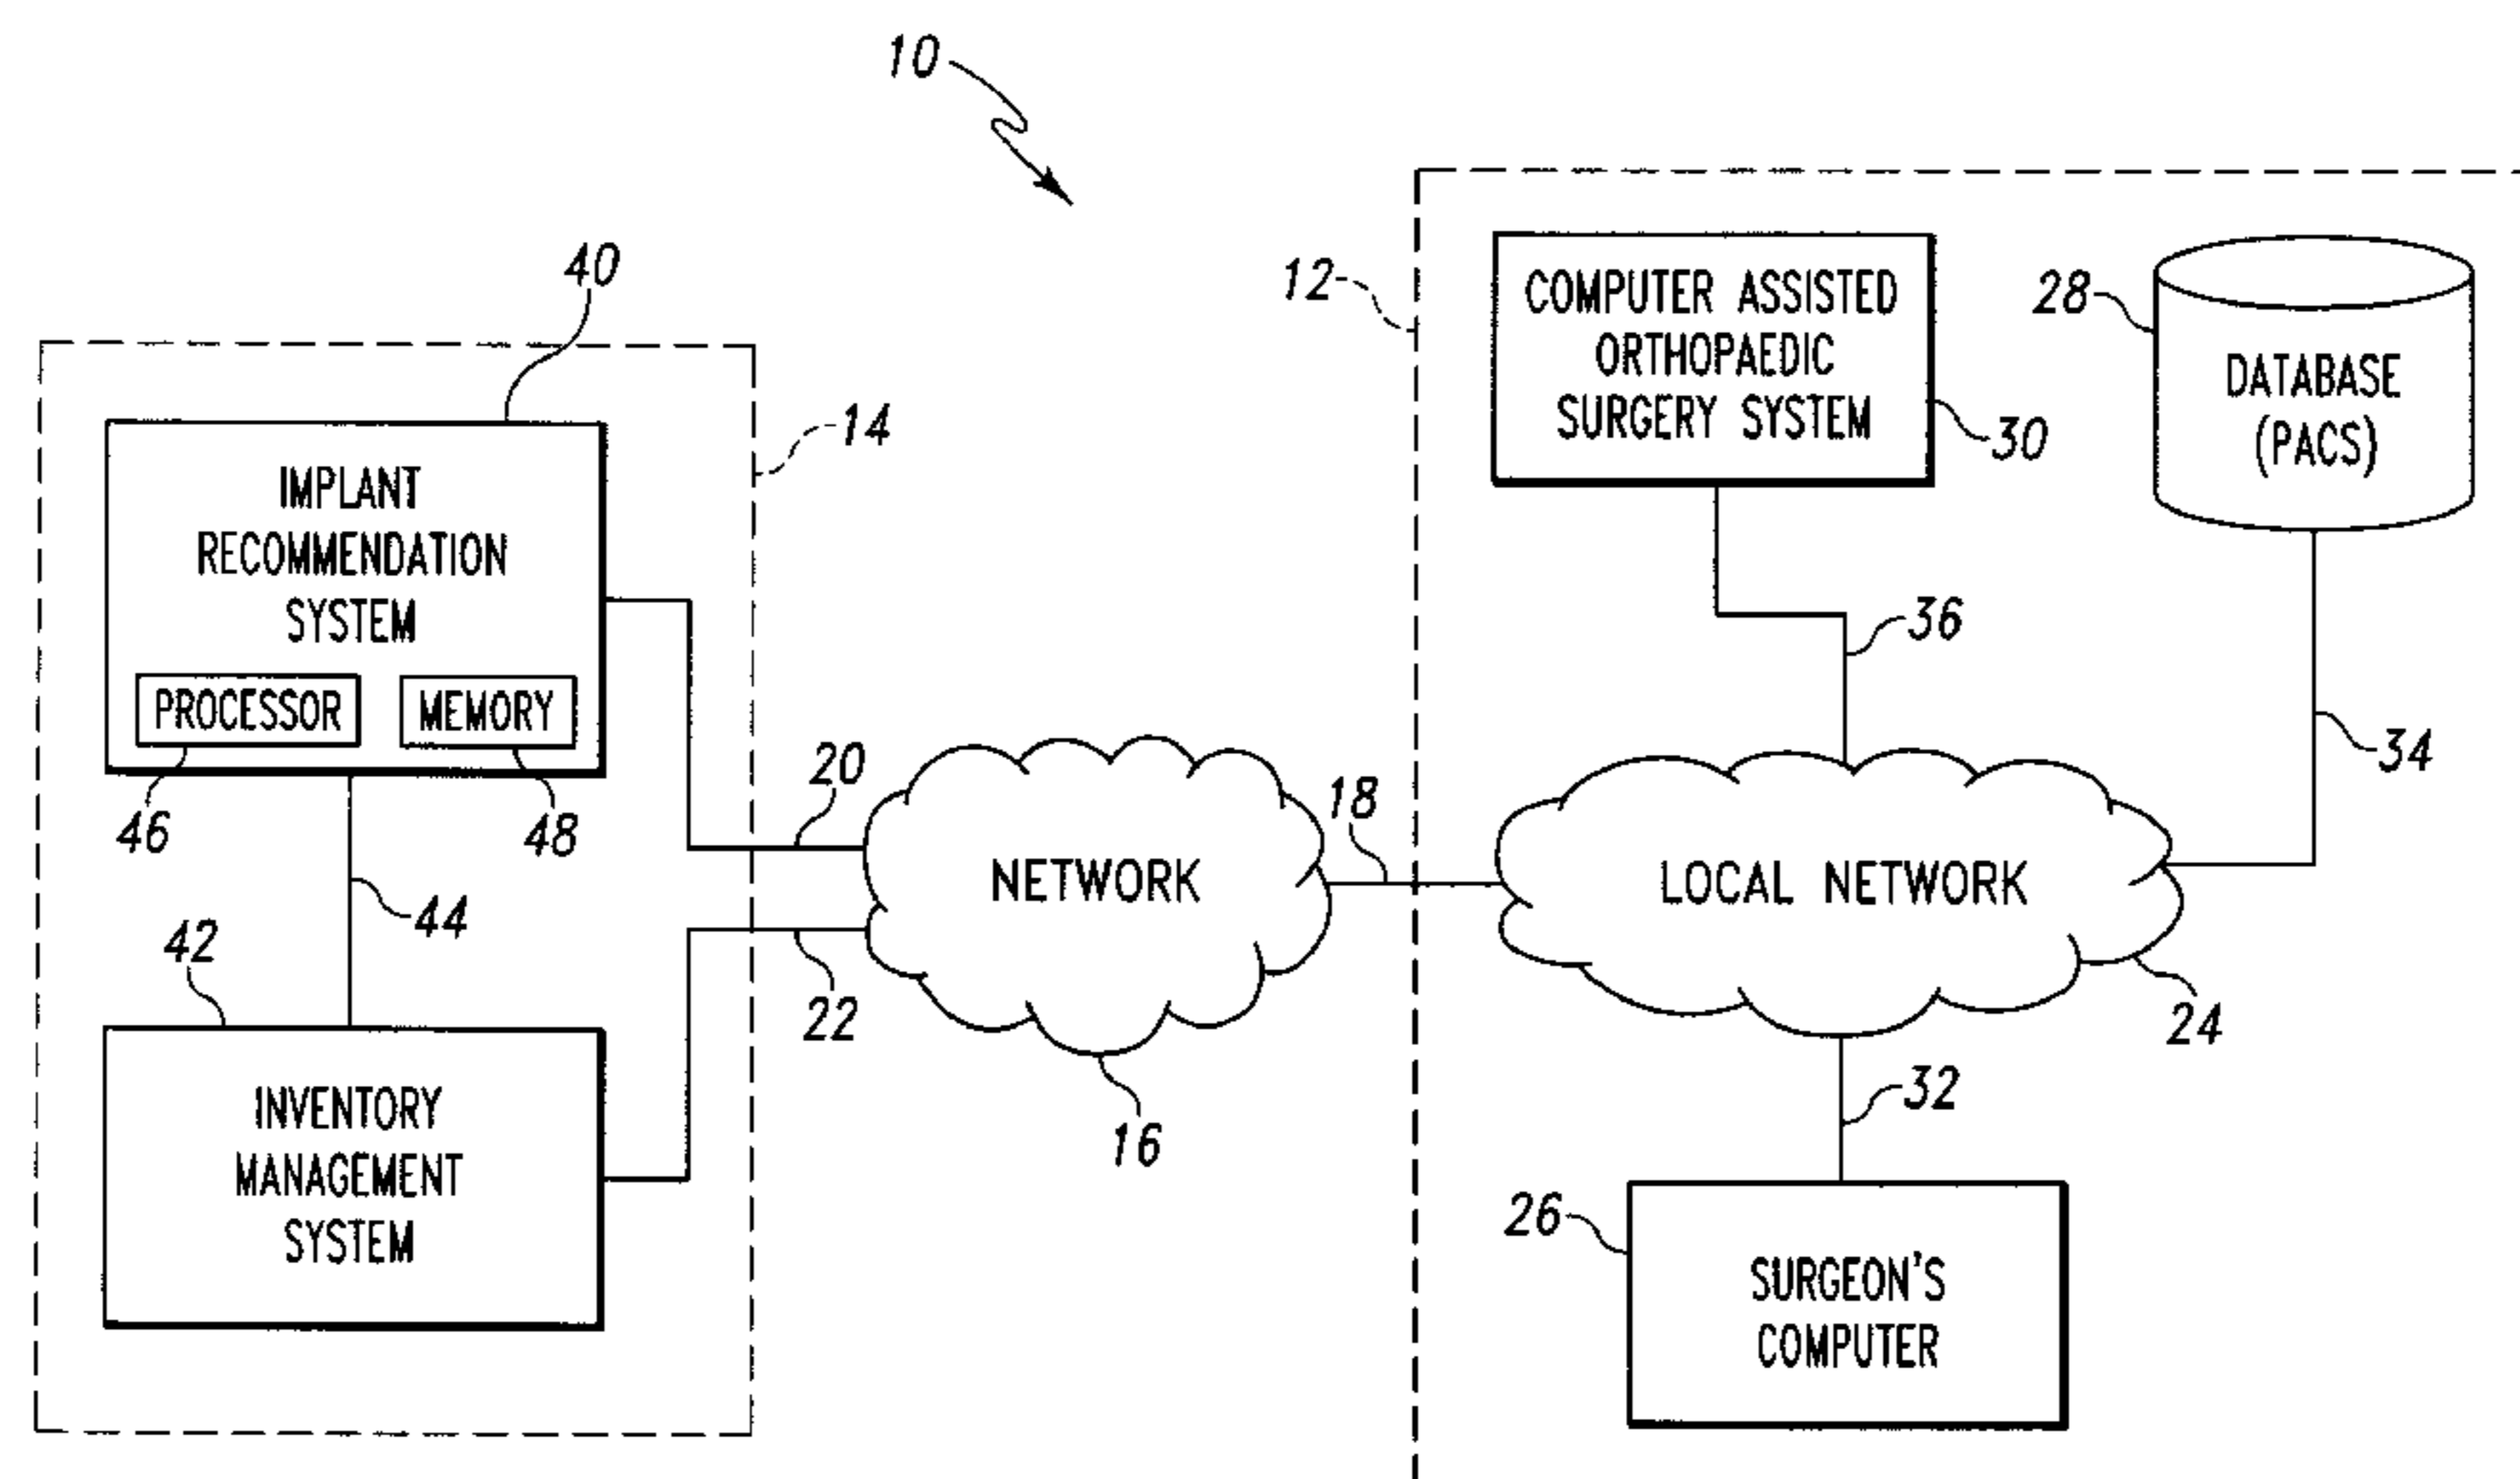 10
40
14
IMPLANT
RECOMMENDATION
SYSTEM
PROCESSOR
MEMORY
46
48
44
42
INVENTORY
MANAGEMENT
SYSTEM
20
22
NETWORK
16
18
12
COMPUTER ASSISTED
ORTHOPAEDIC
SURGERY SYSTEM
30
28
DATABASE
(PACS)
36
34
LOCAL NETWORK
24
32
26
SURGEON'S
COMPUTER